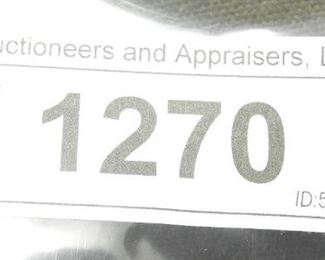 uctioneers and Appraisers, L
1270
ID:5